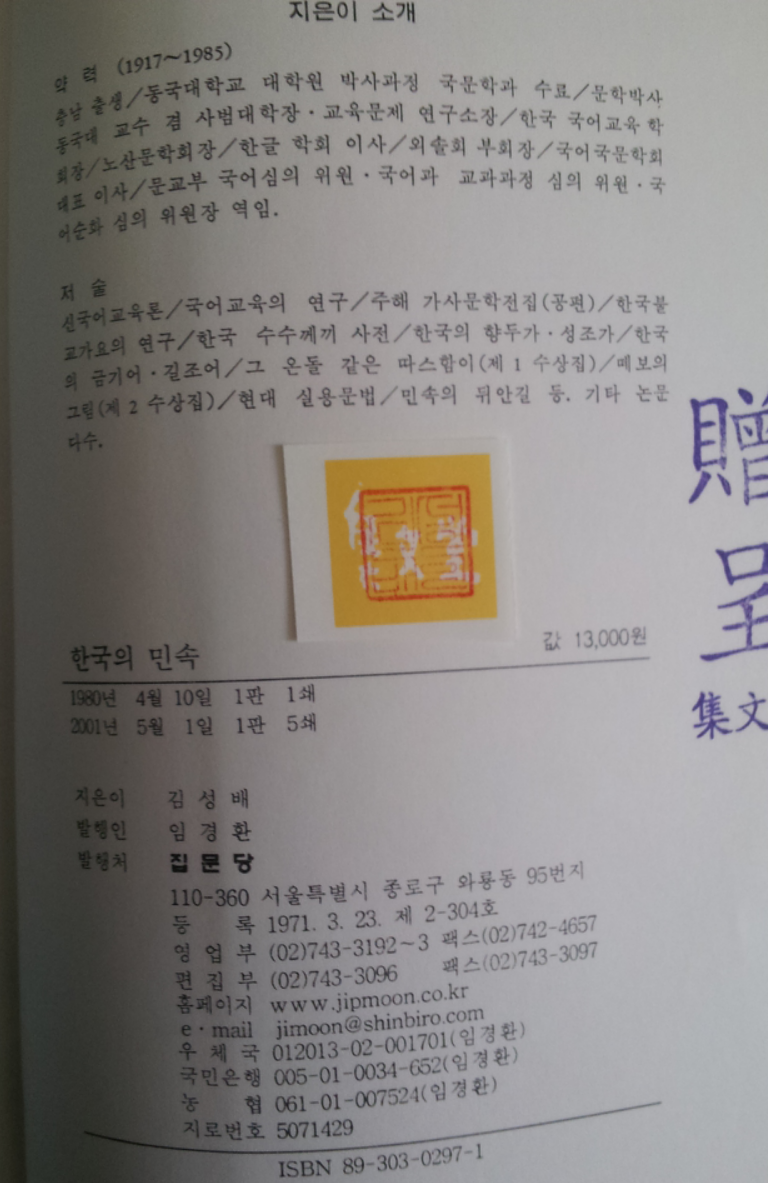 지은이 소개
약 력 (1917~1985)
충남 출생/동국대학교 대학원 박사과정 국문학과 수료/문학박사
동국대 교수 겸 사범대학장·교육문제 연구소장/한국 국어교육 학
회장/노산문학회장/한글 학회 이사/외솔회 부회장/국어국문학회
대표 이사/문교부 국어심의 위원·국어과 교과과정 심의 위원·국
어순화 심의 위원장 역임.
저 술
신국어교육론/국어교육의 연구/주해 가사문학전집(공편)/한국불
교가요의 연구/한국 수수께끼 사전/한국의 향두가·성조가/한국
의 금기어·길조어/그 온돌 같은 따스함이(제 1 수상집)/떼보의
그림(제 2 수상집)/현대 실용문법/민속의 뒤안길 등. 기타 논문
다수.
贈
呈
集文
값 13,000원
한국의 민속
1980년 4월 10일 1판 1쇄
2001년 5월 1일 1판 5쇄
지은이 김 성 배
발행인 임 경 환
발행처 집 문 당
110-360 서울특별시 종로구 와룡동 95번지
등 록 1971. 3. 23. 제 2-304호
영 업 부 (02)743-3192~3 팩스(02)742-4657
편 집 부 (02)743-3096 팩스(02)743-3097
홈페이지 www.jipmoon.co.kr
e·mail jimoon@shinbiro.com
우 체 국 012013-02-001701(임경환)
국민은행 005-01-0034-652(임경환)
농 협 061-01-007524(임경환)
지로번호 5071429
ISBN 89-303-0297-1